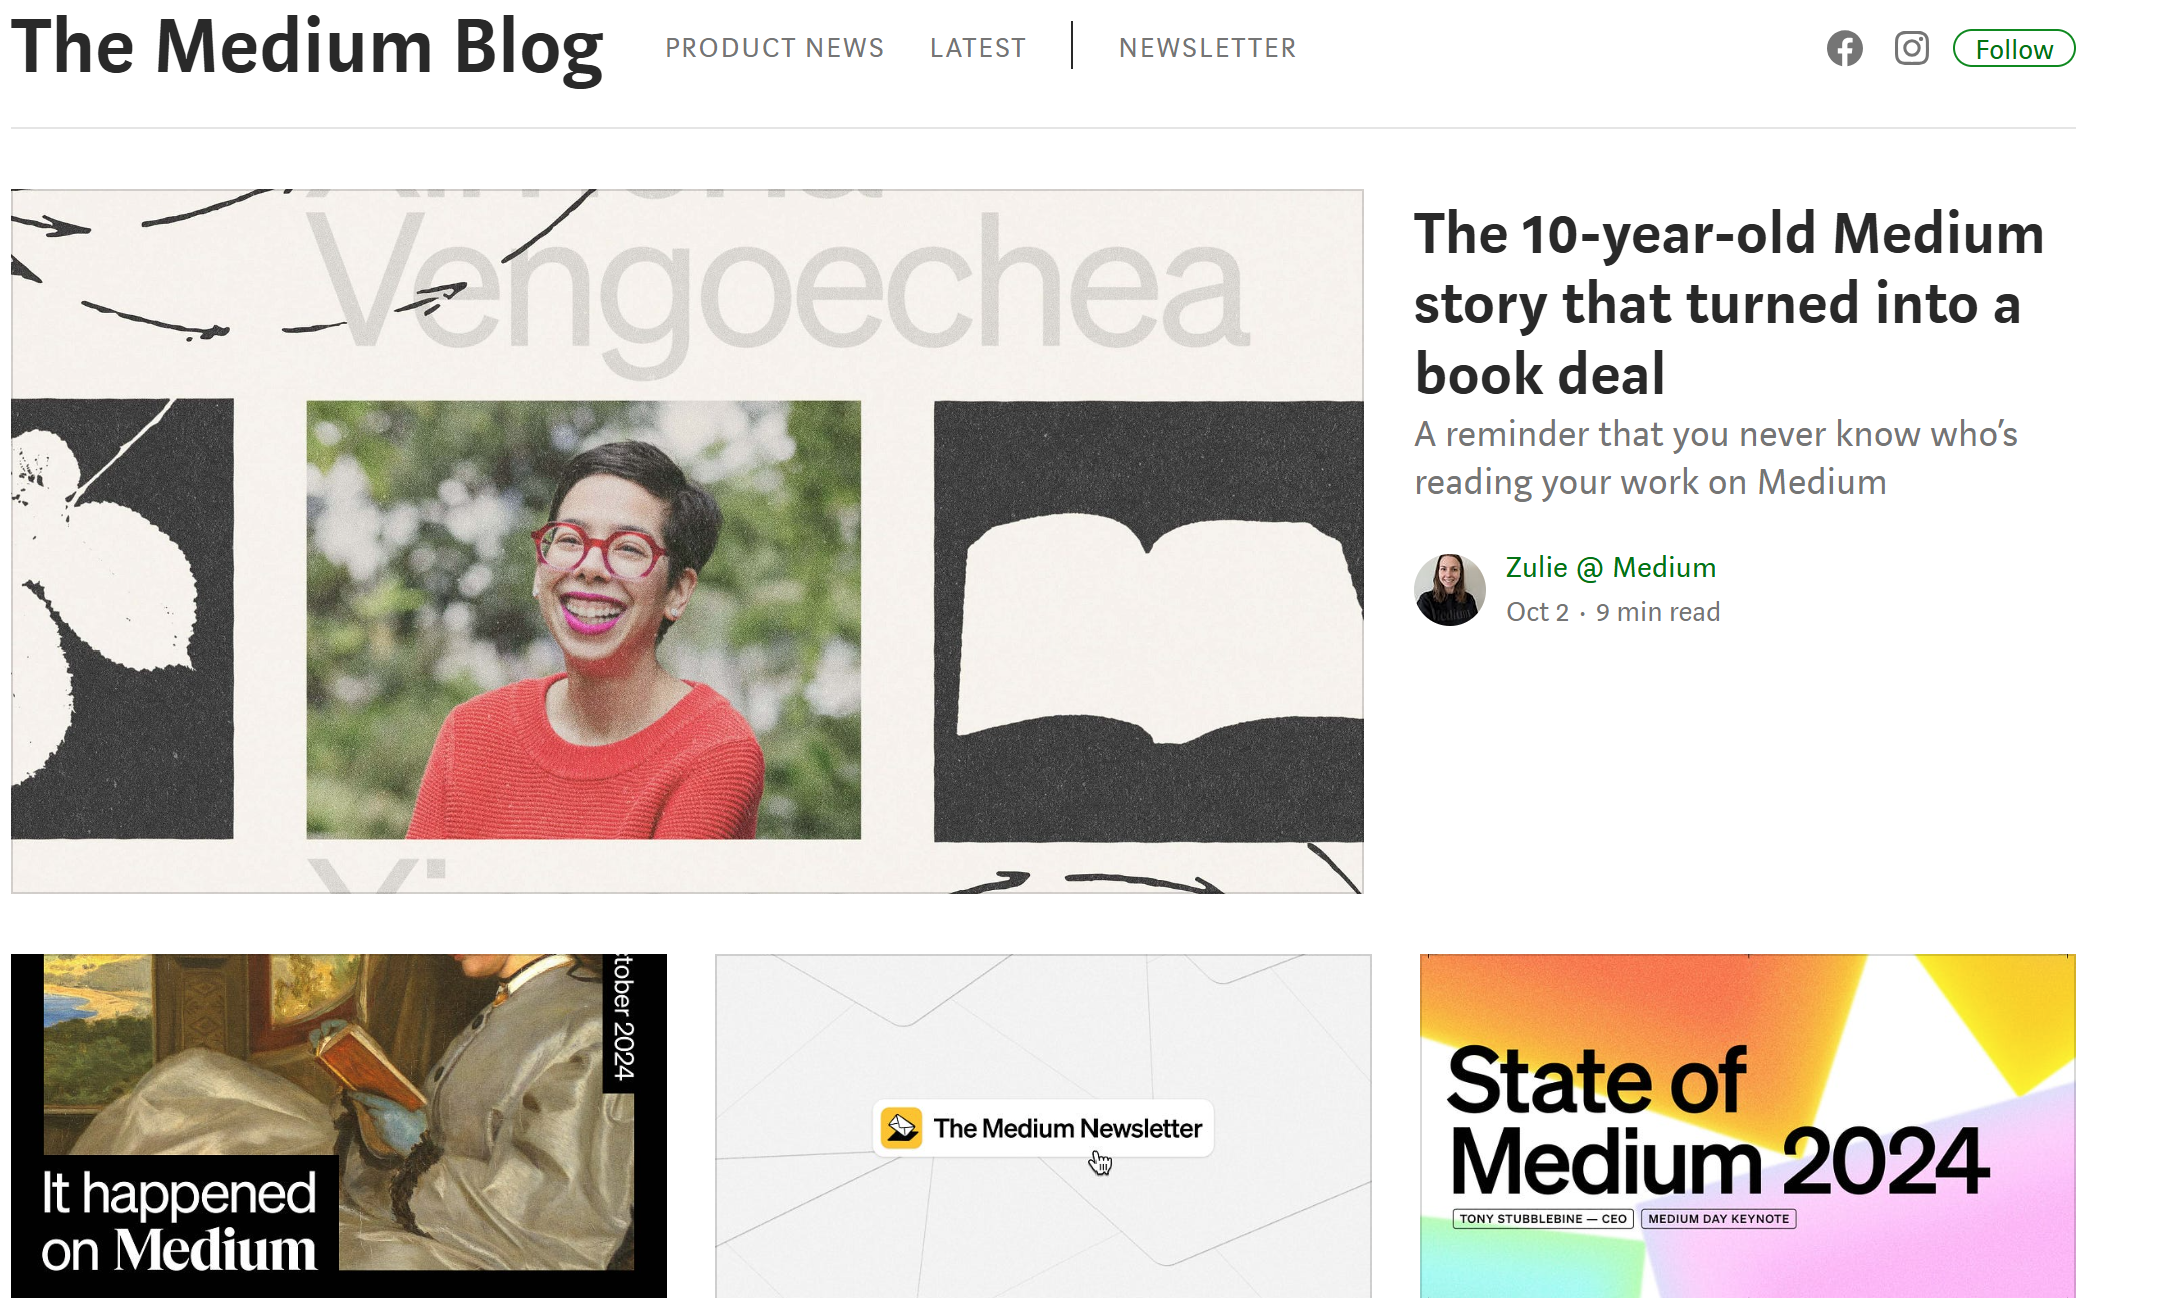 The Medium Blog
PRODUCT NEWS
LATEST
NEWSLETTER
Follow
Vengoechea
The 10-year-old Medium
story that turned into a
book deal
A reminder that you never know who’s
reading your work on Medium
Zulie @ Medium
Oct 2 · 9 min read
tober 2024
It happened
on Medium
The Medium Newsletter
State of
Medium 2024
TONY STUBBLEBINE — CEO
MEDIUM DAY KEYNOTE